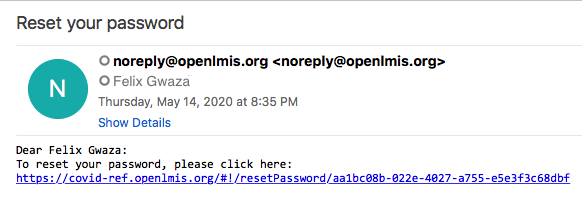 Reset your password
N
noreply@openlmis.org <noreply@openlmis.org>
Felix Gwaza
Thursday, May 14, 2020 at 8:35 PM
Show Details
Dear Felix Gwaza:
To reset your password, please click here:
https://covid-ref.openlmis.org/#!/resetPassword/aa1bc08b-022e-4027-a755-e5e3f3c68dbf